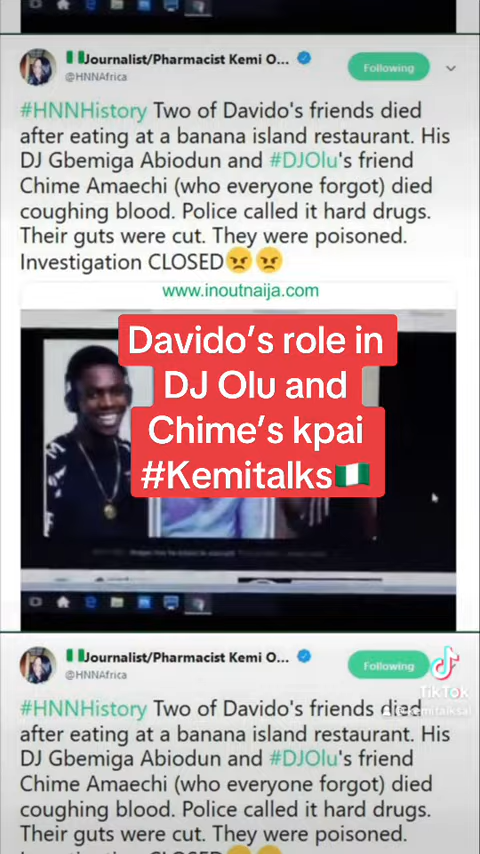 Journalist/Pharmacist Kemi O...
@HNNAfrica
Following
#HNNHistory Two of Davido's friends died
after eating at a banana island restaurant. His
DJ Gbemiga Abiodun and #DJOlu's friend
Chime Amaechi (who everyone forgot) died
coughing blood. Police called it hard drugs.
Their guts were cut. They were poisoned.
Investigation CLOSED😠😠
www.inoutnaija.com
Davido's role in
DJ Olu and
Chime's kpai
#Kemitalks🇳🇬
Journalist/Pharmacist Kemi O...
@HNNAfrica
Following
TikTok
#HNNHistory Two of Davido's friends died
after eating at a banana island restaurant. His
DJ Gbemiga Abiodun and #DJOlu's friend
Chime Amaechi (who everyone forgot) died
coughing blood. Police called it hard drugs.
Their guts were cut. They were poisoned.
Investigation CLOSED